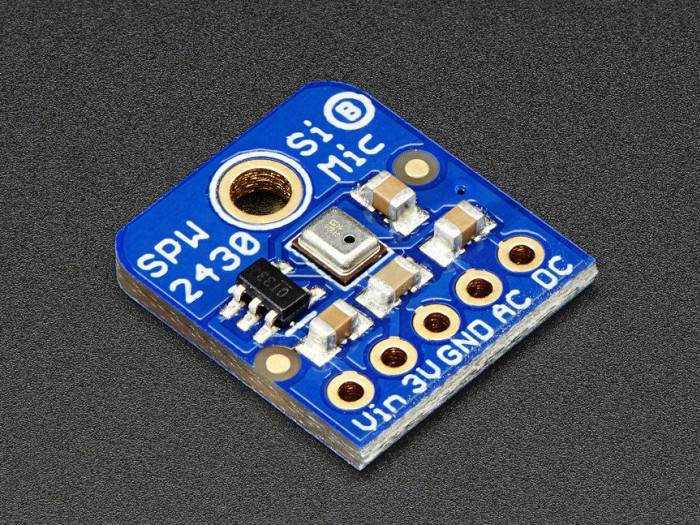 Si B
Mic
SPW
2430
Vin 3V GND AC DC